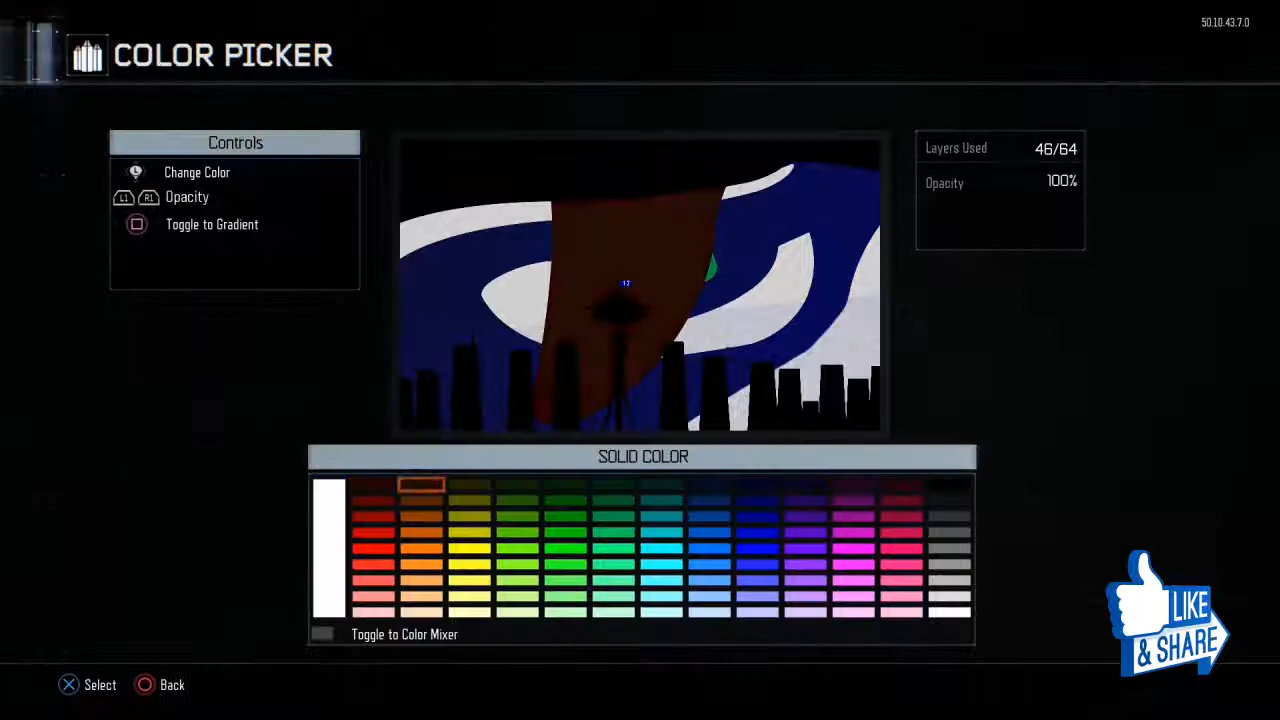 50.10.43.7.0
COLOR PICKER
Controls
L Change Color
L1 R1 Opacity
Toggle to Gradient
Layers Used 46/64
Opacity 100%
12
SOLID COLOR
Toggle to Color Mixer
LIKE
& SHARE
Select Back